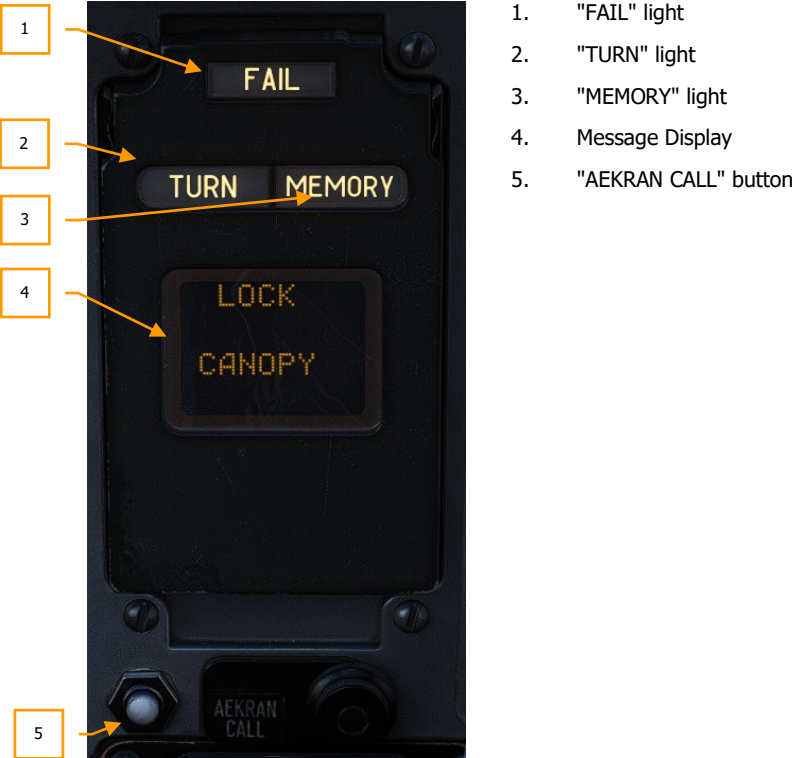 1
2
3
4
5
FAIL
TURN MEMORY
LOCK
CANOPY
AEKRAN
CALL
1. "FAIL" light
2. "TURN" light
3. "MEMORY" light
4. Message Display
5. "AEKRAN CALL" button